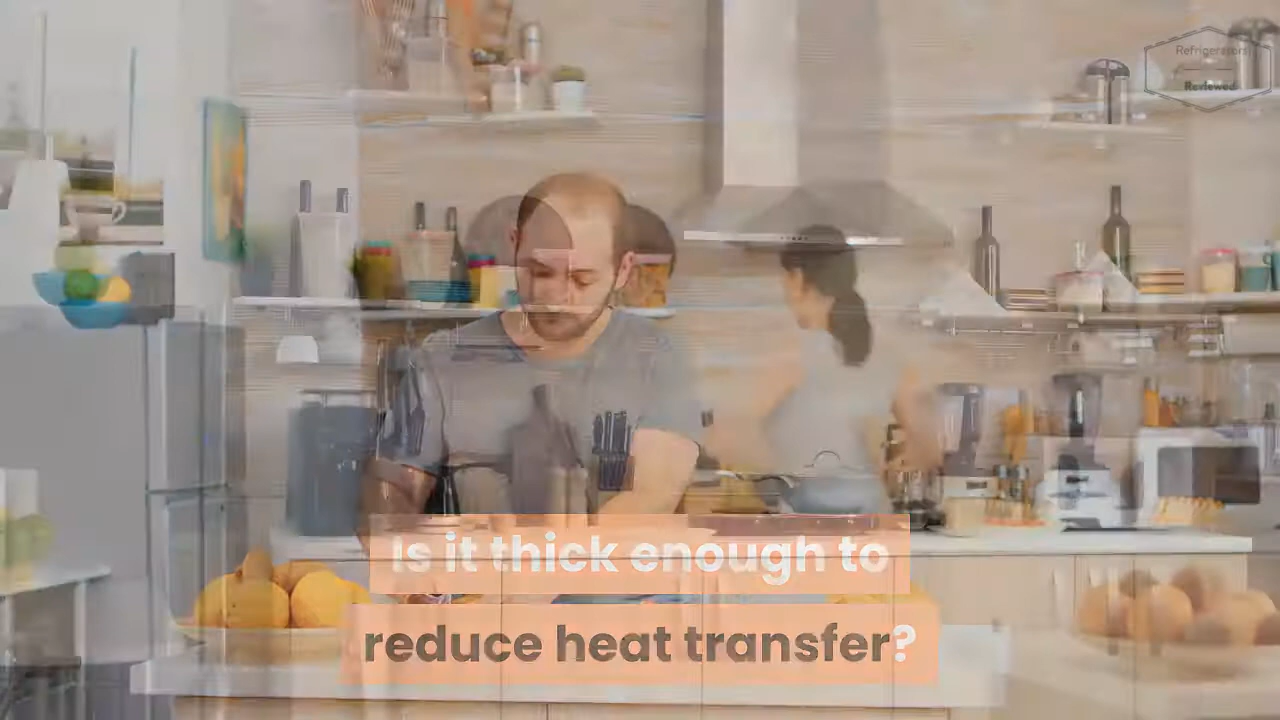 Refrigerators
Reviewed
Is it thick enough to
reduce heat transfer?